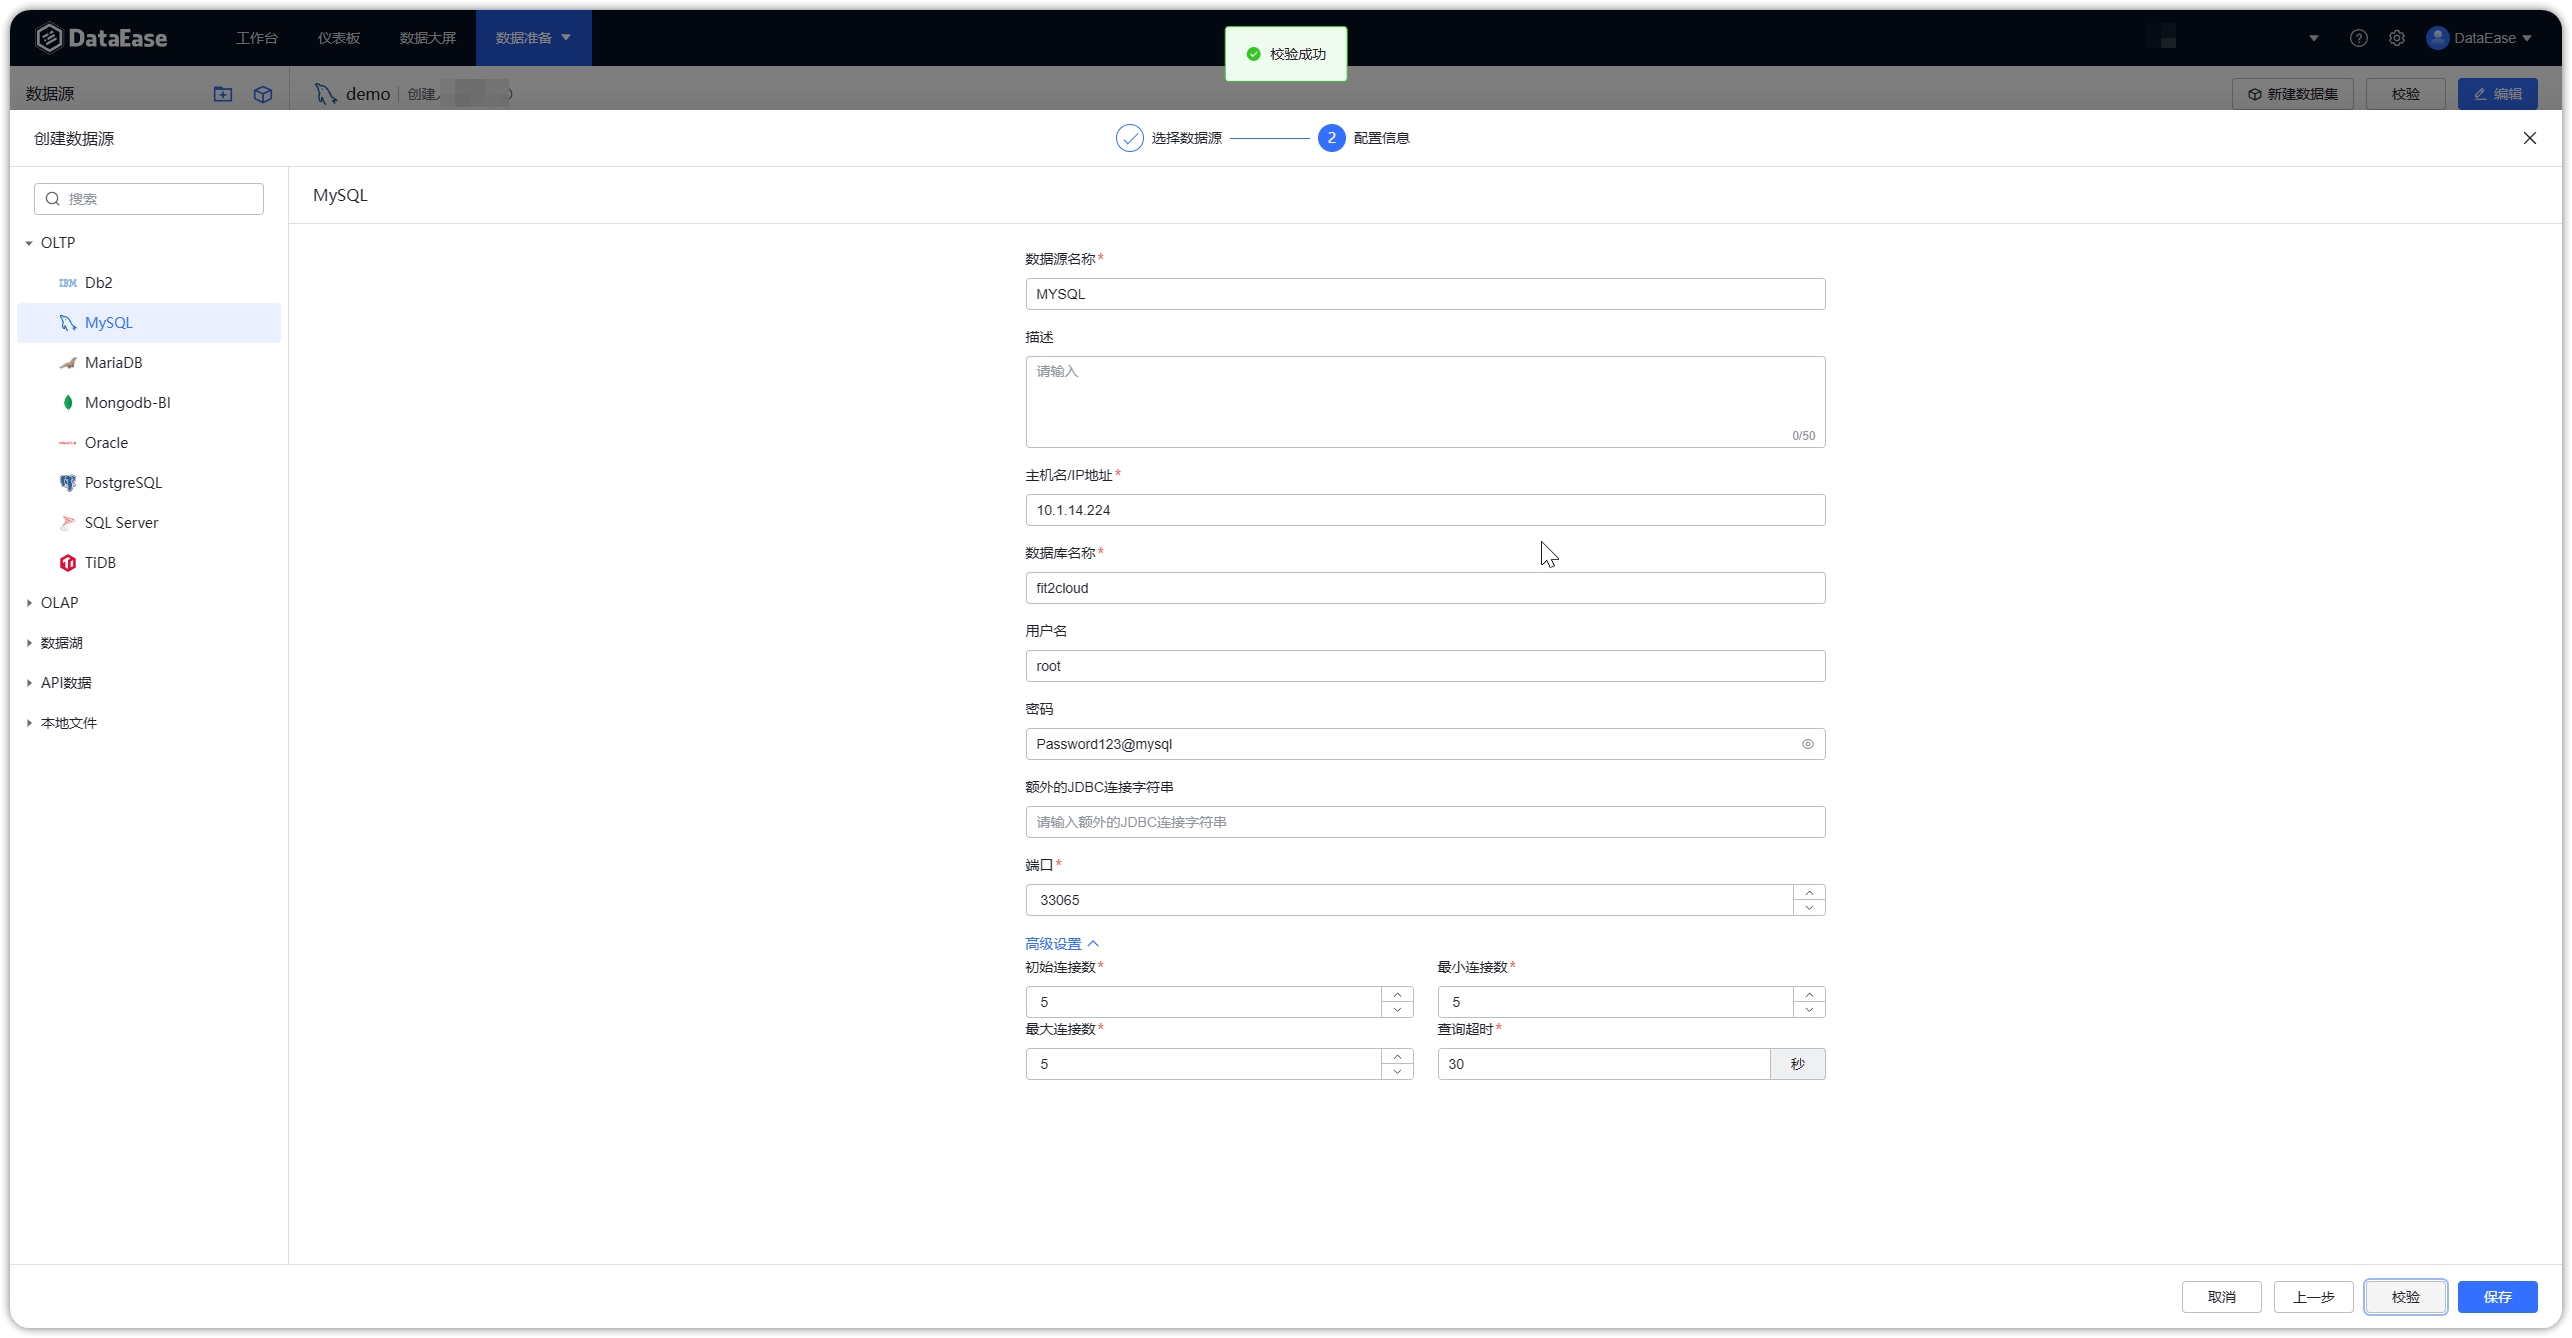 DataEase
工作台 仪表板 数据大屏 数据准备
校验成功
DataEase
数据源
demo 创建
新建数据集 校验 编辑
创建数据源
选择数据源 2 配置信息
搜索
OLTP
IBM Db2
MySQL
MariaDB
Mongodb-BI
Oracle
PostgreSQL
SQL Server
TiDB
OLAP
数据湖
API数据
本地文件
MySQL
数据源名称*
MYSQL
描述
请输入
0/50
主机名/IP地址*
10.1.14.224
数据库名称*
fit2cloud
用户名
root
密码
Password123@mysql
额外的JDBC连接字符串
请输入额外的JDBC连接字符串
端口*
33065
高级设置
初始连接数* 最小连接数*
5 5
最大连接数* 查询超时*
5 30 秒
取消 上一步 校验 保存